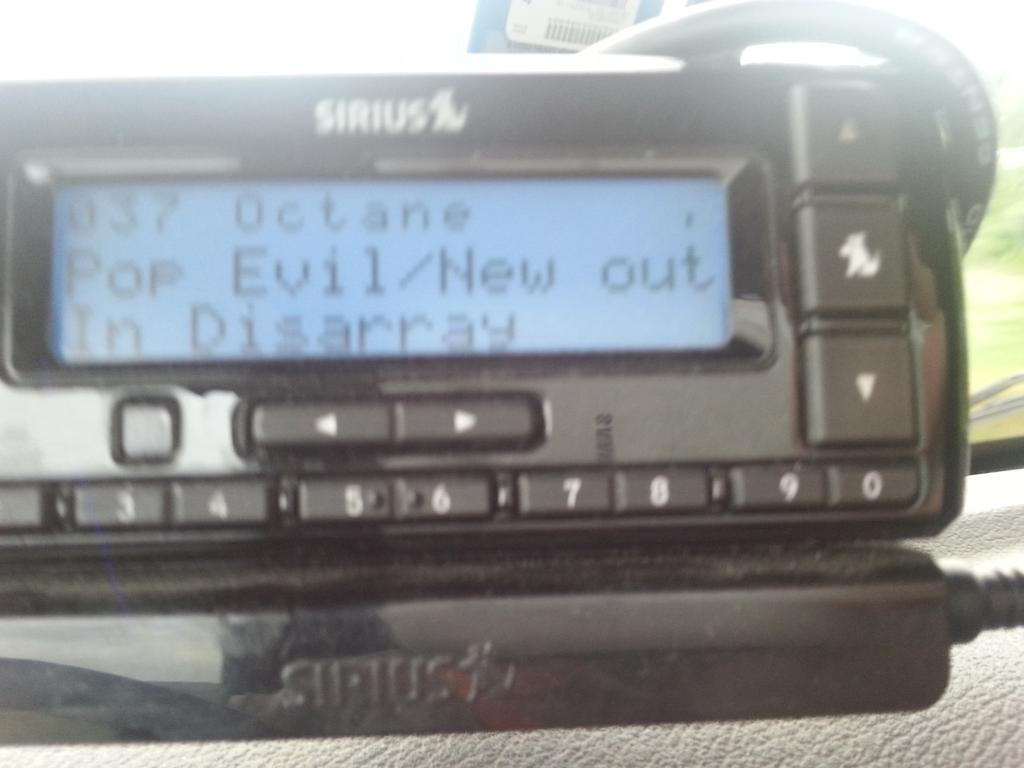 SIRIUS
037 Octane
Pop Evil/New out
In Disarray
3 4 5 6 7 8 9 0
SIRIUS